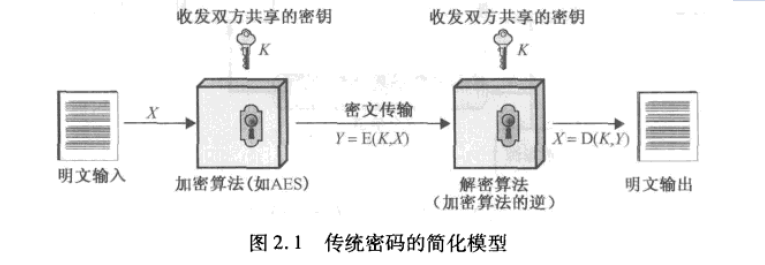 收发双方共享的密钥
收发双方共享的密钥
K
K
X
密文传输
Y = E(K,X)
X = D(K,Y)
明文输入
加密算法(如AES)
解密算法
(加密算法的逆)
明文输出
图 2.1 传统密码的简化模型